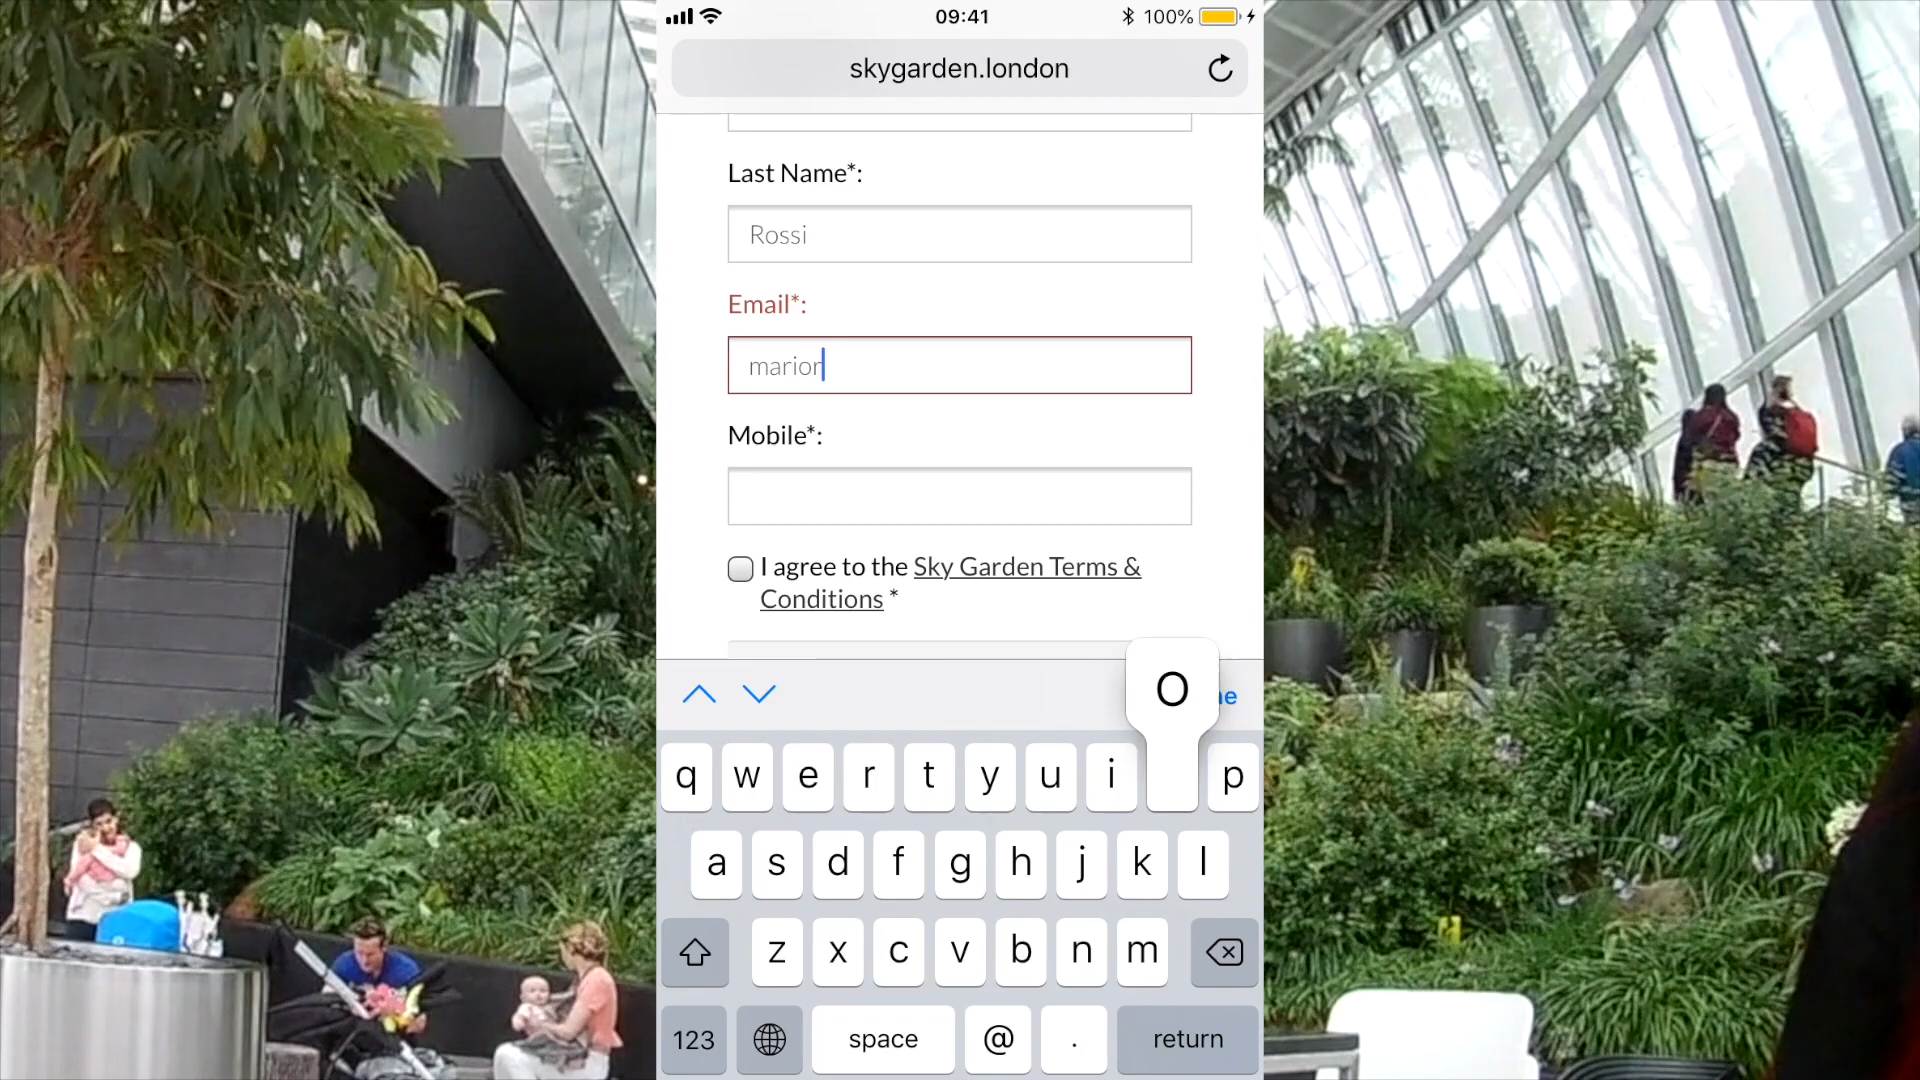 09:41
100%
skygarden.london
Last Name*:
Rossi
Email*:
marior
Mobile*:
I agree to the Sky Garden Terms &
Conditions *
O
q w e r t y u i p
a s d f g h j k l
z x c v b n m
123 space @ . return